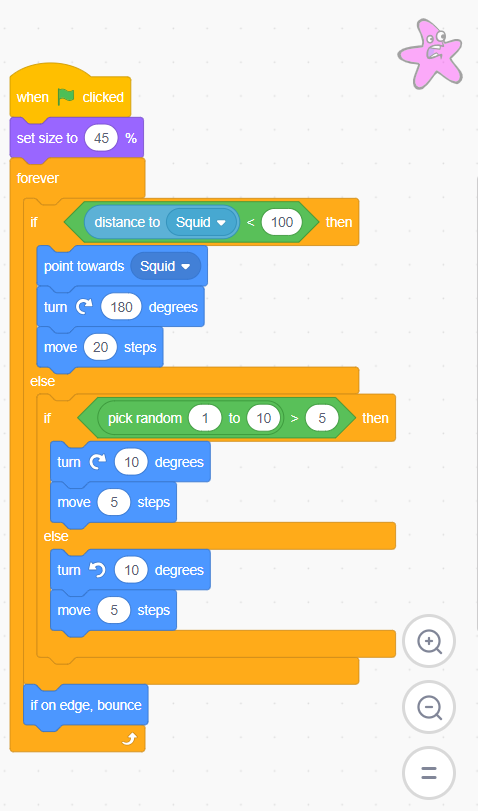 when clicked
set size to 45 %
forever
if distance to Squid < 100 then
point towards Squid
turn 180 degrees
move 20 steps
else
if pick random 1 to 10 > 5 then
turn 10 degrees
move 5 steps
else
turn 10 degrees
move 5 steps
if on edge, bounce